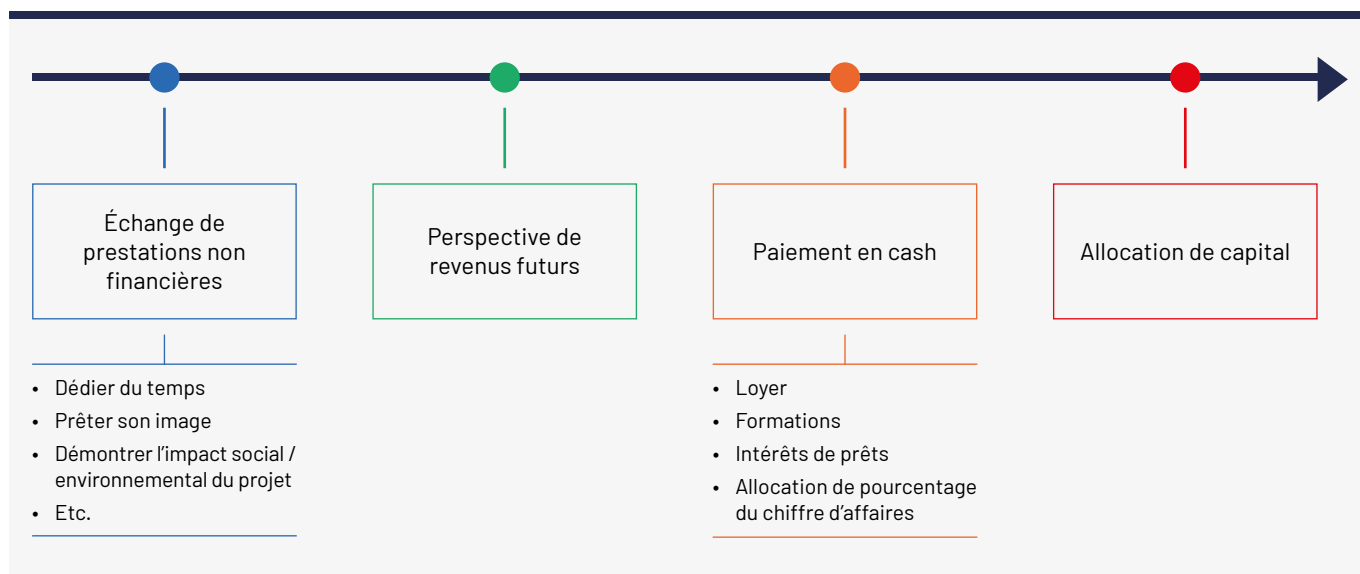 Échange de
prestations non
financières
Perspective de
revenus futurs
Paiement en cash
Allocation de capital
• Dédier du temps
• Prêter son image
• Démontrer l'impact social /
environnemental du projet
• Etc.
• Loyer
• Formations
• Intérêts de prêts
• Allocation de pourcentage
du chiffre d'affaires